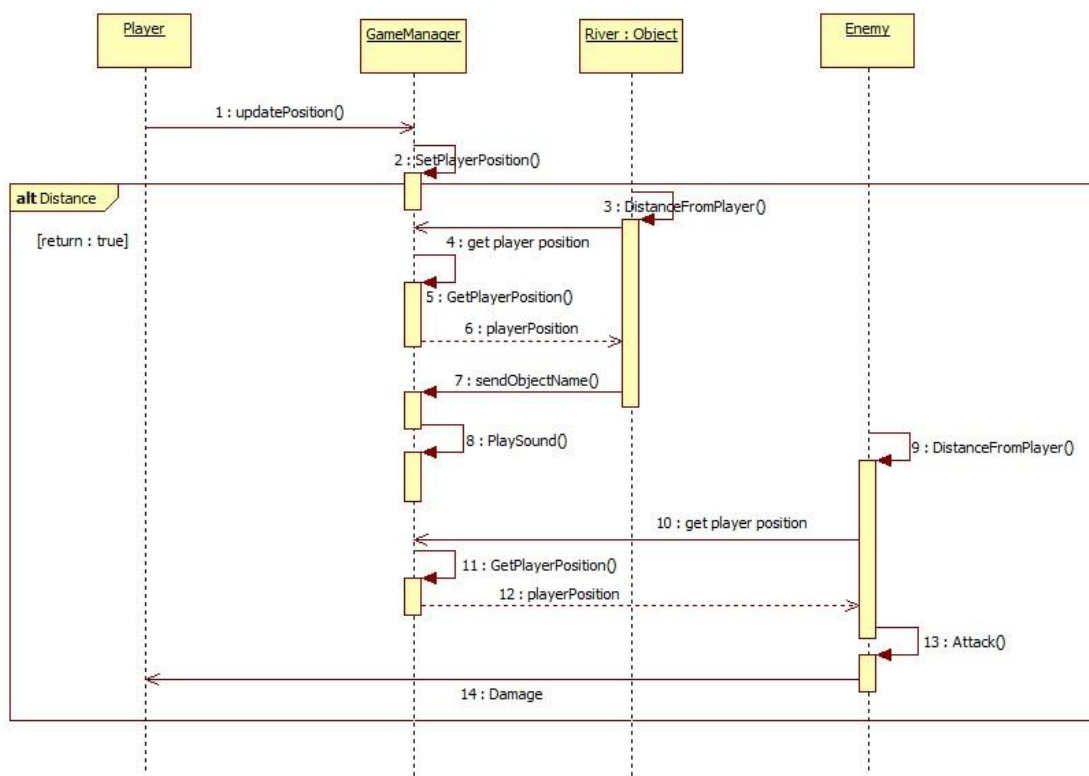 Player
GameManager
River : Object
Enemy
1 : updatePosition()
2 : SetPlayerPosition()
alt Distance
3 : DistanceFromPlayer()
[return : true]
4 : get player position
5 : GetPlayerPosition()
6 : playerPosition
7 : sendObjectName()
8 : PlaySound()
9 : DistanceFromPlayer()
10 : get player position
11 : GetPlayerPosition()
12 : playerPosition
13 : Attack()
14 : Damage